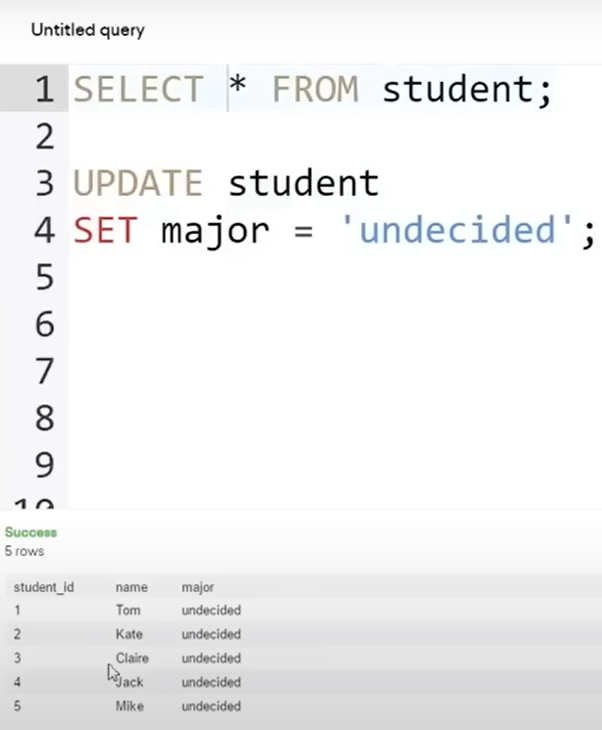 Untitled query
1 SELECT * FROM student;
2
3 UPDATE student
4 SET major = 'undecided';
5
6
7
8
9
10
Success
5 rows
student_id name major
1 Tom undecided
2 Kate undecided
3 Claire undecided
4 Jack undecided
5 Mike undecided